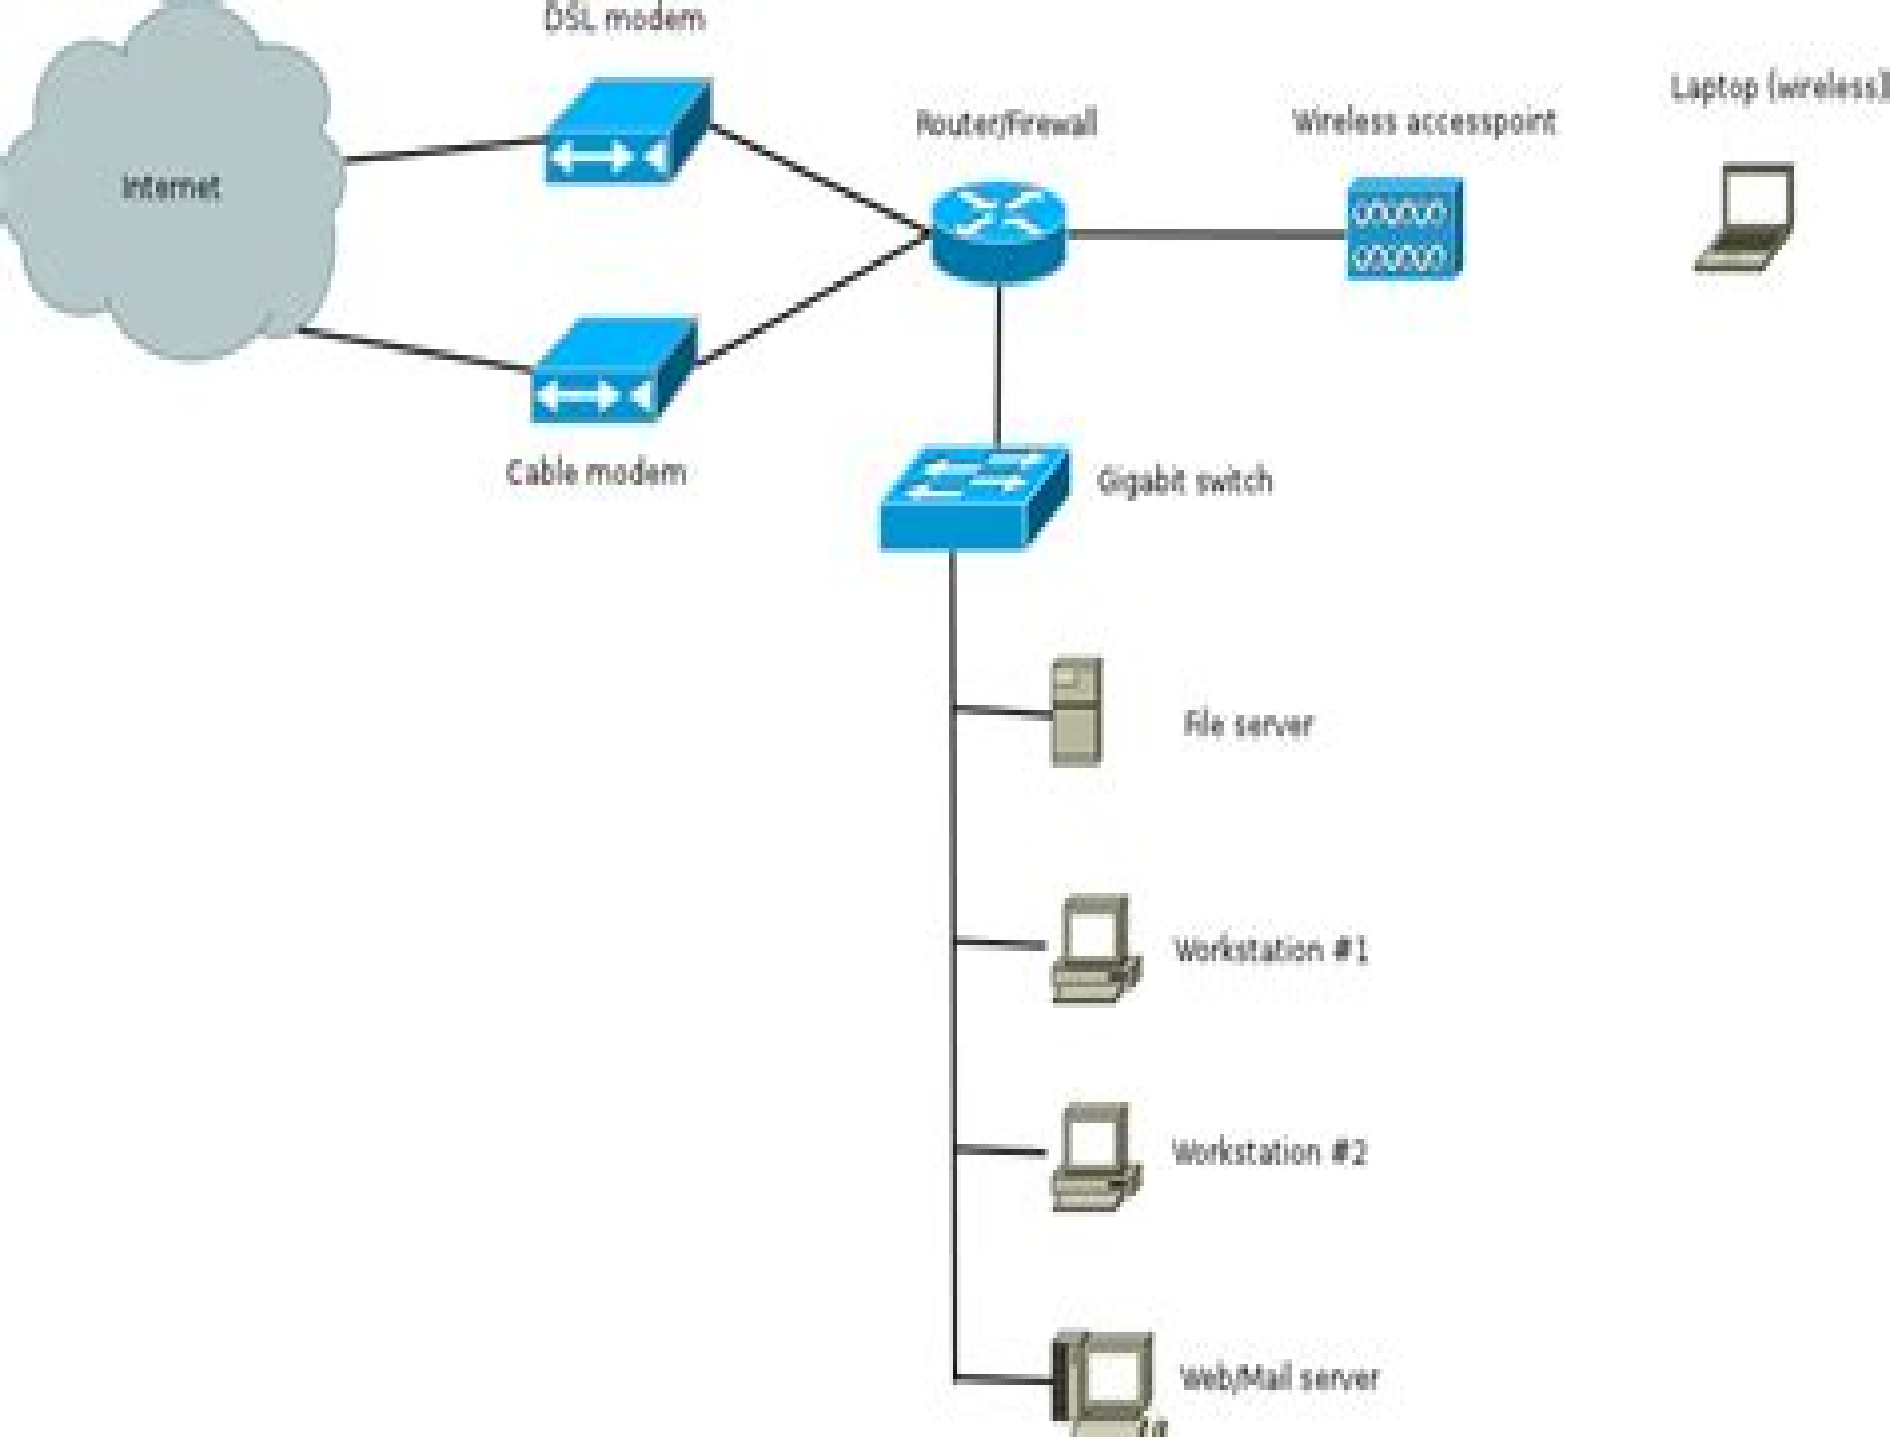 DSL modem
Internet
Router/Firewall
Wireless accesspoint
Laptop (wireless)
Cable modem
Gigabit switch
File server
Workstation #1
Workstation #2
Web/Mail server